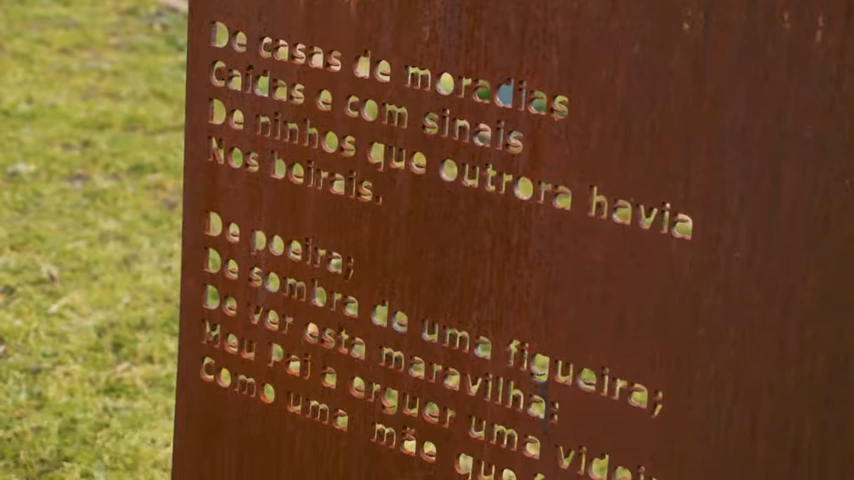 De casas de moradias
Caídas e com sinais
De ninhos que outrora havia
Nos beirais.
De poeira;
De sombra de uma figueira;
De ver esta maravilha:
Meu pai a erguer uma
Como uma mãe que